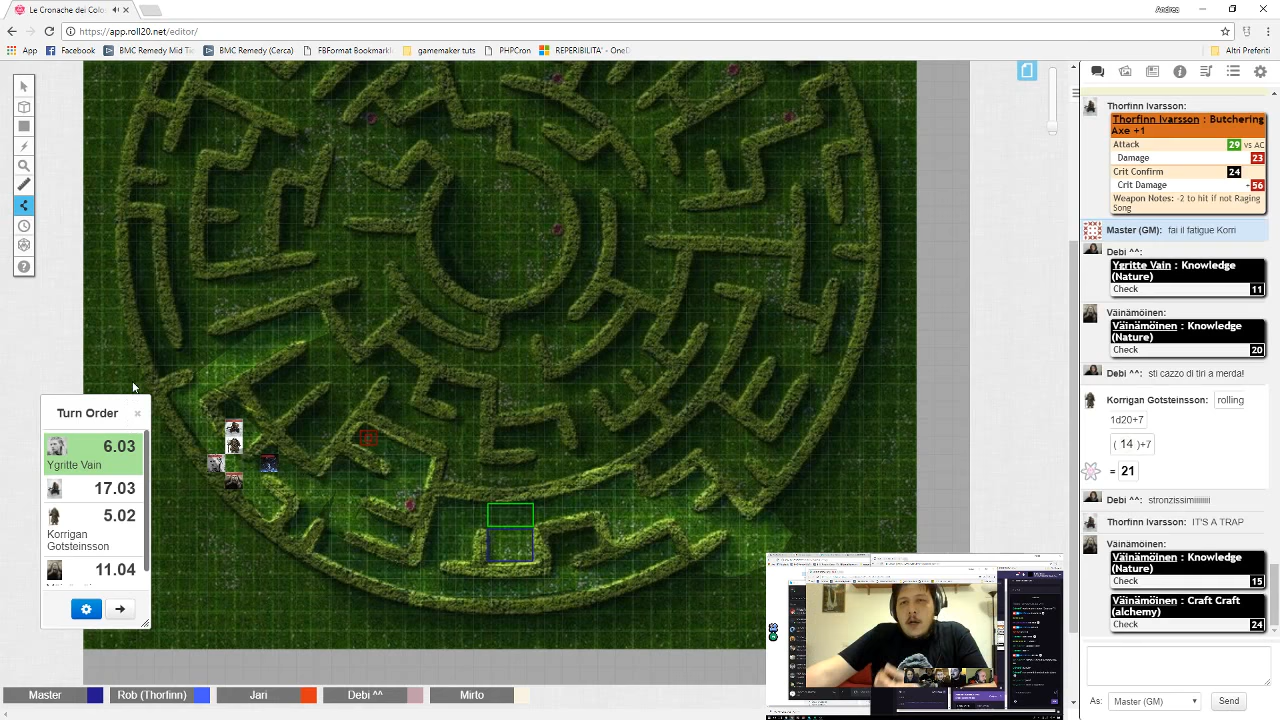 Le Cronache dei Colo
Andrea
https://app.roll20.net/editor/
App
Facebook
BMC Remedy Mid Tie
BMC Remedy (Cerca)
FBFormat Bookmarkl
gamemaker tuts
PHPCron
REPERIBILITA' - OneD
Altri Preferiti
Thorfinn Ivarsson:
Thorfinn Ivarsson : Butchering
Axe +1
Attack 29 vs AC
Damage 23
Crit Confirm 24
Crit Damage +56
Weapon Notes: -2 to hit if not Raging
Song
Master (GM): fai il fatigue Korri
Debi ^^:
Ygritte Vain : Knowledge
(Nature)
Check 11
Väinämöinen:
Väinämöinen : Knowledge
(Nature)
Check 20
Debi ^^: sti cazzo di tiri a merda!
Korrigan Gotsteinsson: rolling
1d20+7
(14)+7
= 21
Debi ^^: stronzissimiiiiiiii
Thorfinn Ivarsson: IT'S A TRAP
Väinämöinen:
Väinämöinen : Knowledge
(Nature)
Check 15
Väinämöinen : Craft Craft
(alchemy)
Check 24
As: Master (GM) Send
Turn Order
6.03
Ygritte Vain
17.03
5.02
Korrigan
Gotsteinsson
11.04
Master
Rob (Thorfinn)
Jari
Debi ^^
Mirto